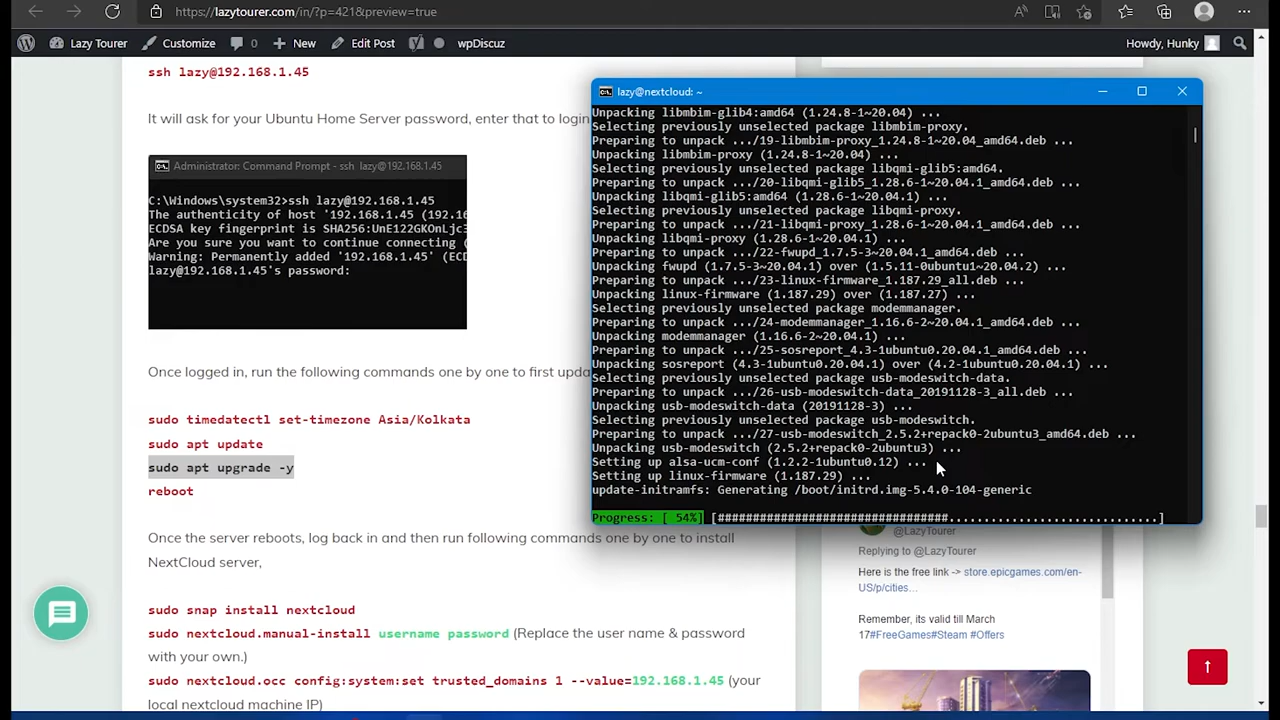 https://lazytourer.com/in/?p=421&preview=true
Lazy Tourer
Customize
0
New
Edit Post
wpDiscuz
Howdy, Hunky
ssh lazy@192.168.1.45
It will ask for your Ubuntu Home Server password, enter that to login
Administrator: Command Prompt - ssh lazy@192.168.1.45
C:\Windows\system32>ssh lazy@192.168.1.45
The authenticity of host '192.168.1.45 (192.16
ECDSA key fingerprint is SHA256:UnE122GKOnLjc3
Are you sure you want to continue connecting (
Warning: Permanently added '192.168.1.45' (ECD
lazy@192.168.1.45's password:
Once logged in, run the following commands one by one to first upda
sudo timedatectl set-timezone Asia/Kolkata
sudo apt update
sudo apt upgrade -y
reboot
Once the server reboots, log back in and then run following commands one by one to install
NextCloud server,
sudo snap install nextcloud
sudo nextcloud.manual-install username password (Replace the user name & password
with your own.)
sudo nextcloud.occ config:system:set trusted_domains 1 --value=192.168.1.45 (your
local nextcloud machine IP)
lazy@nextcloud: ~
Unpacking libmbim-glib4:amd64 (1.24.8-1~20.04) ...
Selecting previously unselected package libmbim-proxy.
Preparing to unpack .../19-libmbim-proxy_1.24.8-1~20.04_amd64.deb ...
Unpacking libmbim-proxy (1.24.8-1~20.04) ...
Selecting previously unselected package libqmi-glib5:amd64.
Preparing to unpack .../20-libqmi-glib5_1.28.6-1~20.04.1_amd64.deb ...
Unpacking libqmi-glib5:amd64 (1.28.6-1~20.04.1) ...
Selecting previously unselected package libqmi-proxy.
Preparing to unpack .../21-libqmi-proxy_1.28.6-1~20.04.1_amd64.deb ...
Unpacking libqmi-proxy (1.28.6-1~20.04.1) ...
Preparing to unpack .../22-fwupd_1.7.5-3~20.04.1_amd64.deb ...
Unpacking fwupd (1.7.5-3~20.04.1) over (1.5.11-0ubuntu1~20.04.2) ...
Preparing to unpack .../23-linux-firmware_1.187.29_all.deb ...
Unpacking linux-firmware (1.187.29) over (1.187.27) ...
Selecting previously unselected package modemmanager.
Preparing to unpack .../24-modemmanager_1.16.6-2~20.04.1_amd64.deb ...
Unpacking modemmanager (1.16.6-2~20.04.1) ...
Preparing to unpack .../25-sosreport_4.3-1ubuntu0.20.04.1_amd64.deb ...
Unpacking sosreport (4.3-1ubuntu0.20.04.1) over (4.2-1ubuntu0.20.04.1) ...
Selecting previously unselected package usb-modeswitch-data.
Preparing to unpack .../26-usb-modeswitch-data_20191128-3_all.deb ...
Unpacking usb-modeswitch-data (20191128-3) ...
Selecting previously unselected package usb-modeswitch.
Preparing to unpack .../27-usb-modeswitch_2.5.2+repack0-2ubuntu3_amd64.deb ...
Unpacking usb-modeswitch (2.5.2+repack0-2ubuntu3) ...
Setting up alsa-ucm-conf (1.2.2-1ubuntu0.12) ...
Setting up linux-firmware (1.187.29) ...
update-initramfs: Generating /boot/initrd.img-5.4.0-104-generic
Progress: [ 54%] [#################################..............................]
@LazyTourer
Replying to @LazyTourer
Here is the free link -> store.epicgames.com/en-
US/p/cities…
Remember, its valid till March
17#FreeGames#Steam #Offers